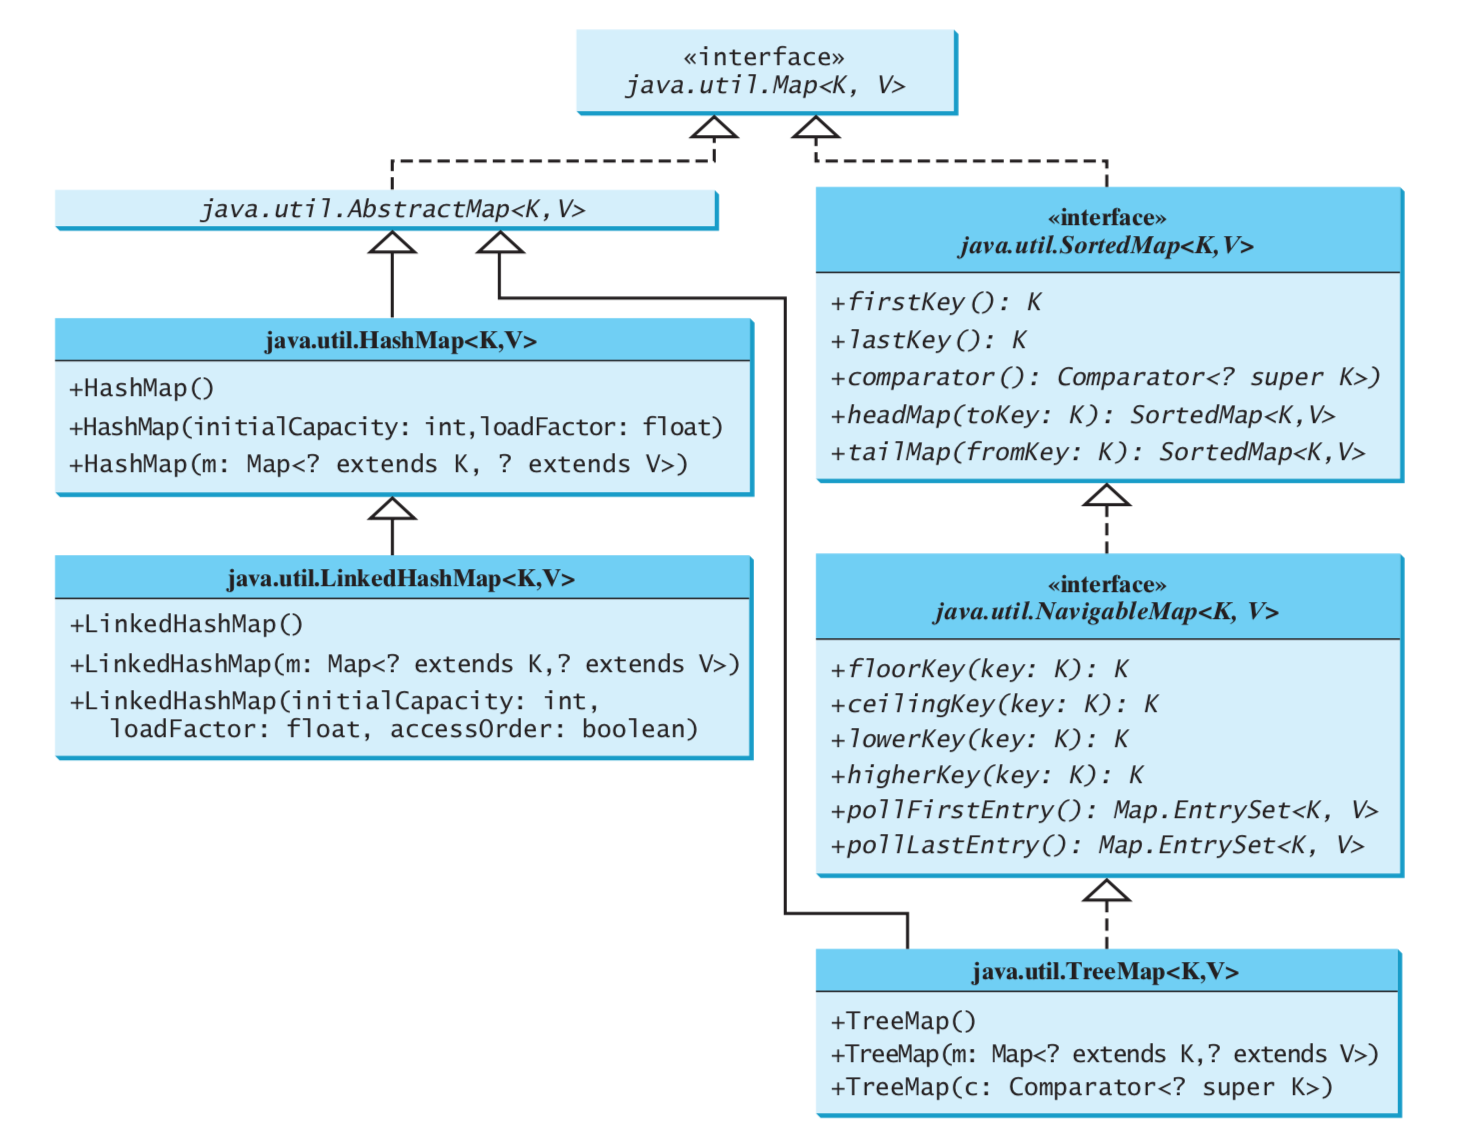 «interface»
java.util.Map<K, V>
java.util.AbstractMap<K,V>
java.util.HashMap<K,V>
+HashMap()
+HashMap(initialCapacity: int,loadFactor: float)
+HashMap(m: Map<? extends K, ? extends V>)
java.util.LinkedHashMap<K,V>
+LinkedHashMap()
+LinkedHashMap(m: Map<? extends K,? extends V>)
+LinkedHashMap(initialCapacity: int,
loadFactor: float, accessOrder: boolean)
«interface»
java.util.SortedMap<K,V>
+firstKey(): K
+lastKey(): K
+comparator(): Comparator<? super K>)
+headMap(toKey: K): SortedMap<K,V>
+tailMap(fromKey: K): SortedMap<K,V>
«interface»
java.util.NavigableMap<K, V>
+floorKey(key: K): K
+ceilingKey(key: K): K
+lowerKey(key: K): K
+higherKey(key: K): K
+pollFirstEntry(): Map.EntrySet<K, V>
+pollLastEntry(): Map.EntrySet<K, V>
java.util.TreeMap<K,V>
+TreeMap()
+TreeMap(m: Map<? extends K,? extends V>)
+TreeMap(c: Comparator<? super K>)